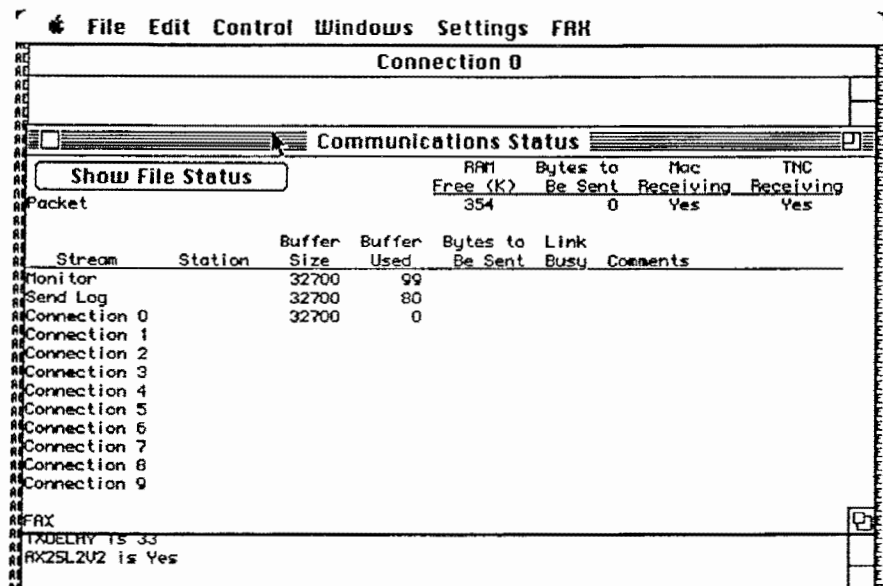 File Edit Control Windows Settings FAX
Connection 0
Communications Status
Show File Status
RAM Bytes to Mac TNC
Free (K) Be Sent Receiving Receiving
Packet 354 0 Yes Yes
Buffer Buffer Bytes to Link
Stream Station Size Used Be Sent Busy Comments
Monitor 32700 99
Send Log 32700 80
Connection 0 32700 0
Connection 1
Connection 2
Connection 3
Connection 4
Connection 5
Connection 6
Connection 7
Connection 8
Connection 9
FAX
TXDELAY is 33
AX25L2V2 is Yes